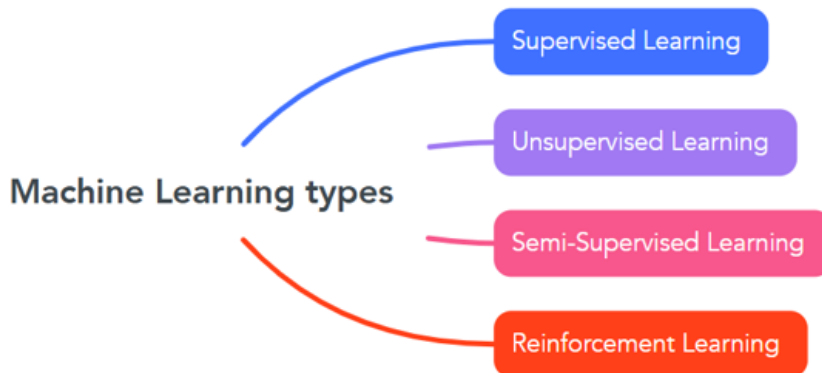 Supervised Learning
Unsupervised Learning
Machine Learning types
Semi-Supervised Learning
Reinforcement Learning